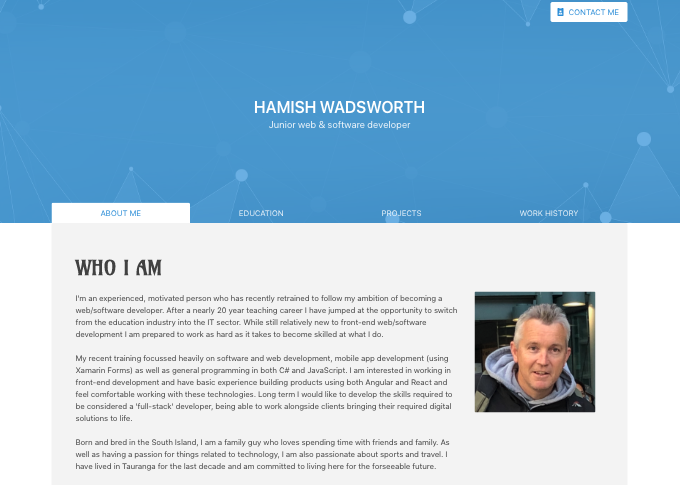 CONTACT ME
HAMISH WADSWORTH
Junior web & software developer
ABOUT ME
EDUCATION
PROJECTS
WORK HISTORY
WHO I AM
I'm an experienced, motivated person who has recently retrained to follow my ambition of becoming a
web/software developer. After a nearly 20 year teaching career I have jumped at the opportunity to switch
from the education industry into the IT sector. While still relatively new to front-end web/software
development I am prepared to work as hard as it takes to become skilled at what I do.
My recent training focussed heavily on software and web development, mobile app development (using
Xamarin Forms) as well as general programming in both C# and JavaScript. I am interested in working in
front-end development and have basic experience building products using both Angular and React and
feel comfortable working with these technologies. Long term I would like to develop the skills required to
be considered a 'full-stack' developer, being able to work alongside clients bringing their required digital
solutions to life.
Born and bred in the South Island, I am a family guy who loves spending time with friends and family. As
well as having a passion for things related to technology, I am also passionate about sports and travel. I
have lived in Tauranga for the last decade and am committed to living here for the forseeable future.